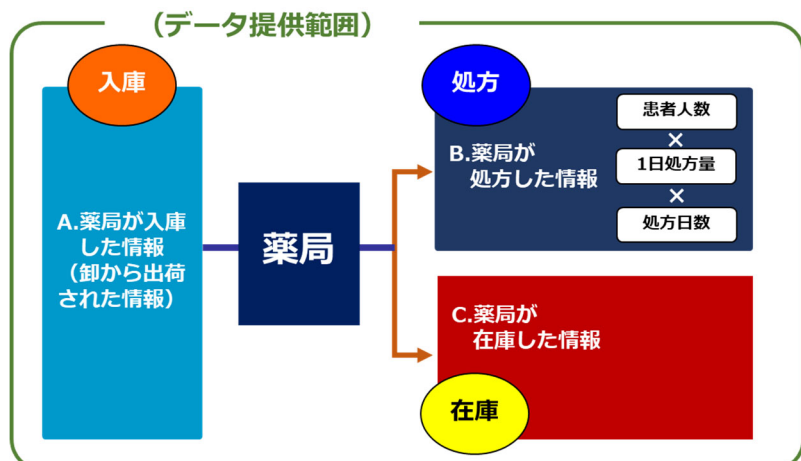 （データ提供範囲）
入庫
A.薬局が入庫
した情報
（卸から出荷
された情報）
薬局
処方
B.薬局が
処方した情報
患者人数
×
1日処方量
×
処方日数
C.薬局が
在庫した情報
在庫